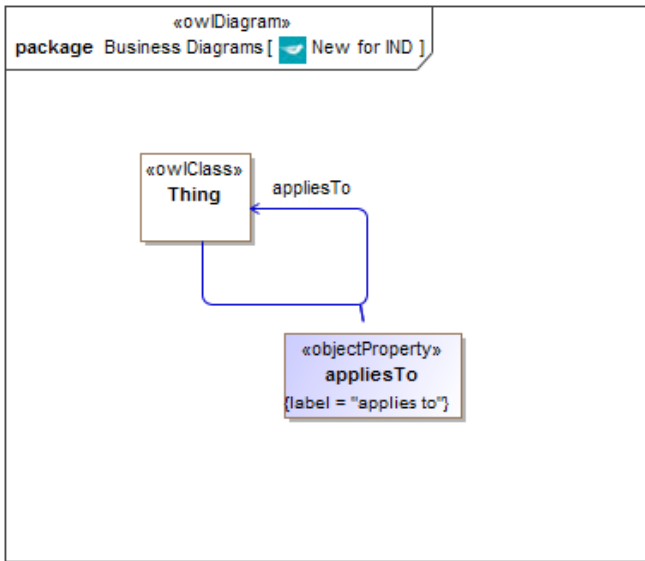 «owlDiagram»
package Business Diagrams [ New for IND ]
«owlClass»
Thing
appliesTo
«objectProperty»
appliesTo
{label = "applies to"}